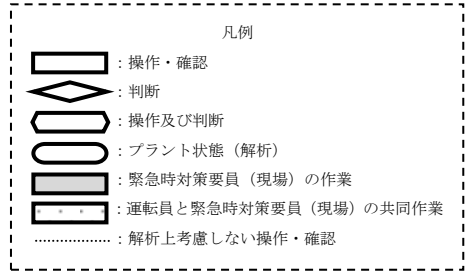 凡例
：操作・確認
：判断
：操作及び判断
：プラント状態（解析）
：緊急時対策要員（現場）の作業
：運転員と緊急時対策要員（現場）の共同作業
：解析上考慮しない操作・確認